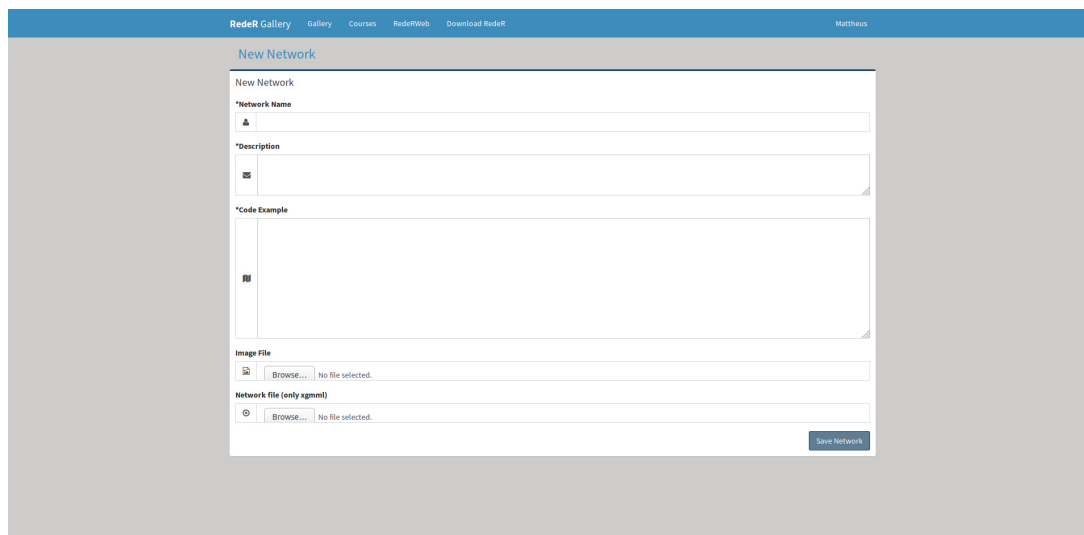 RedeR Gallery Gallery Courses RedeRWeb Download RedeR Mattheus
New Network
New Network
*Network Name
*Description
*Code Example
Image File
Browse... No file selected.
Network file (only xgmml)
Browse... No file selected.
Save Network